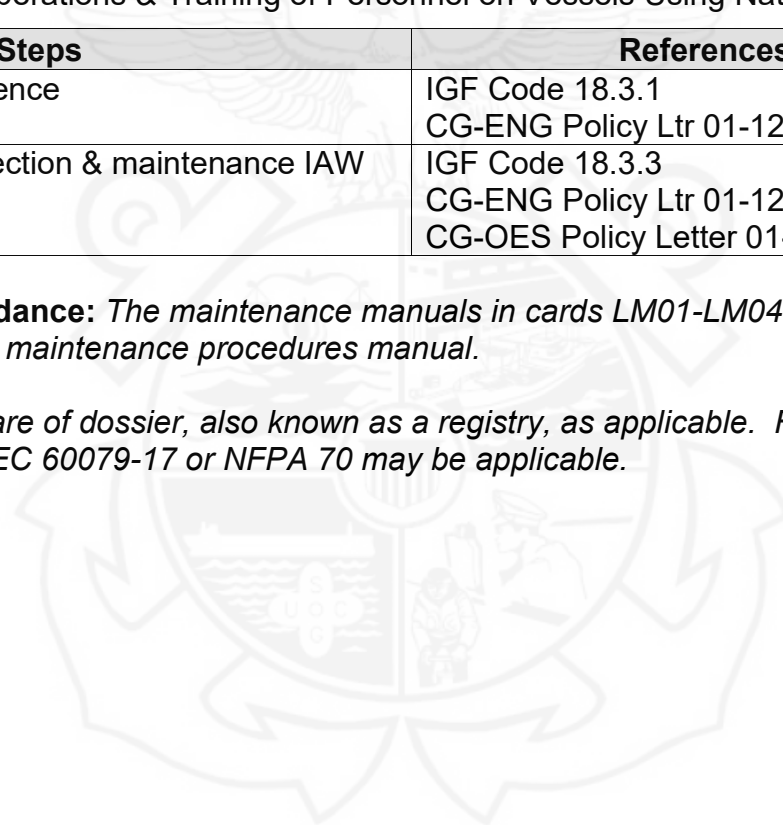 perations & Training of Personnel on Vessels Using Nat
Steps References
ence IGF Code 18.3.1
CG-ENG Policy Ltr 01-12
ection & maintenance IAW IGF Code 18.3.3
CG-ENG Policy Ltr 01-12
CG-OES Policy Letter 01-
dance: The maintenance manuals in cards LM01-LM04
maintenance procedures manual.
are of dossier, also known as a registry, as applicable. F
EC 60079-17 or NFPA 70 may be applicable.
S
U O C
G